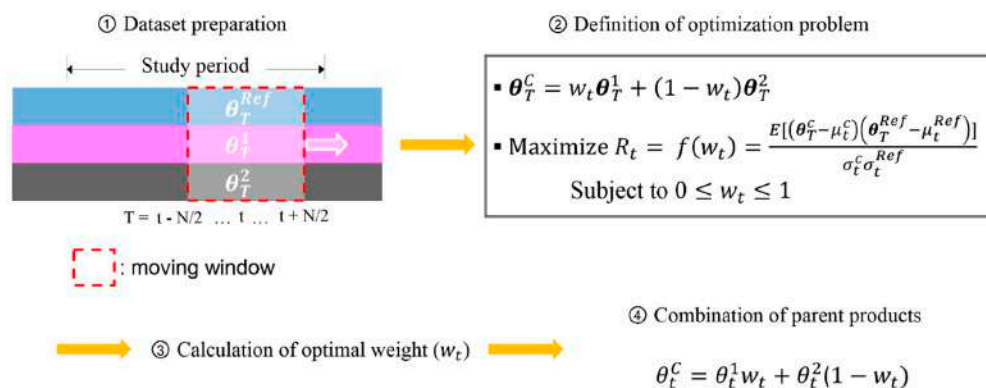 ① Dataset preparation
Study period
θ_T^Ref
θ_T^1
θ_T^2
T = t - N/2 ... t ... t + N/2
: moving window
② Definition of optimization problem
▪ θ_T^C = w_t θ_T^1 + (1 − w_t)θ_T^2
▪ Maximize R_t = f(w_t) = E[(θ_T^c−μ_t^c)(θ_T^Ref−μ_t^Ref)] / σ_t^c σ_t^Ref
Subject to 0 ≤ w_t ≤ 1
③ Calculation of optimal weight (w_t)
④ Combination of parent products
θ_t^C = θ_t^1 w_t + θ_t^2 (1 − w_t)